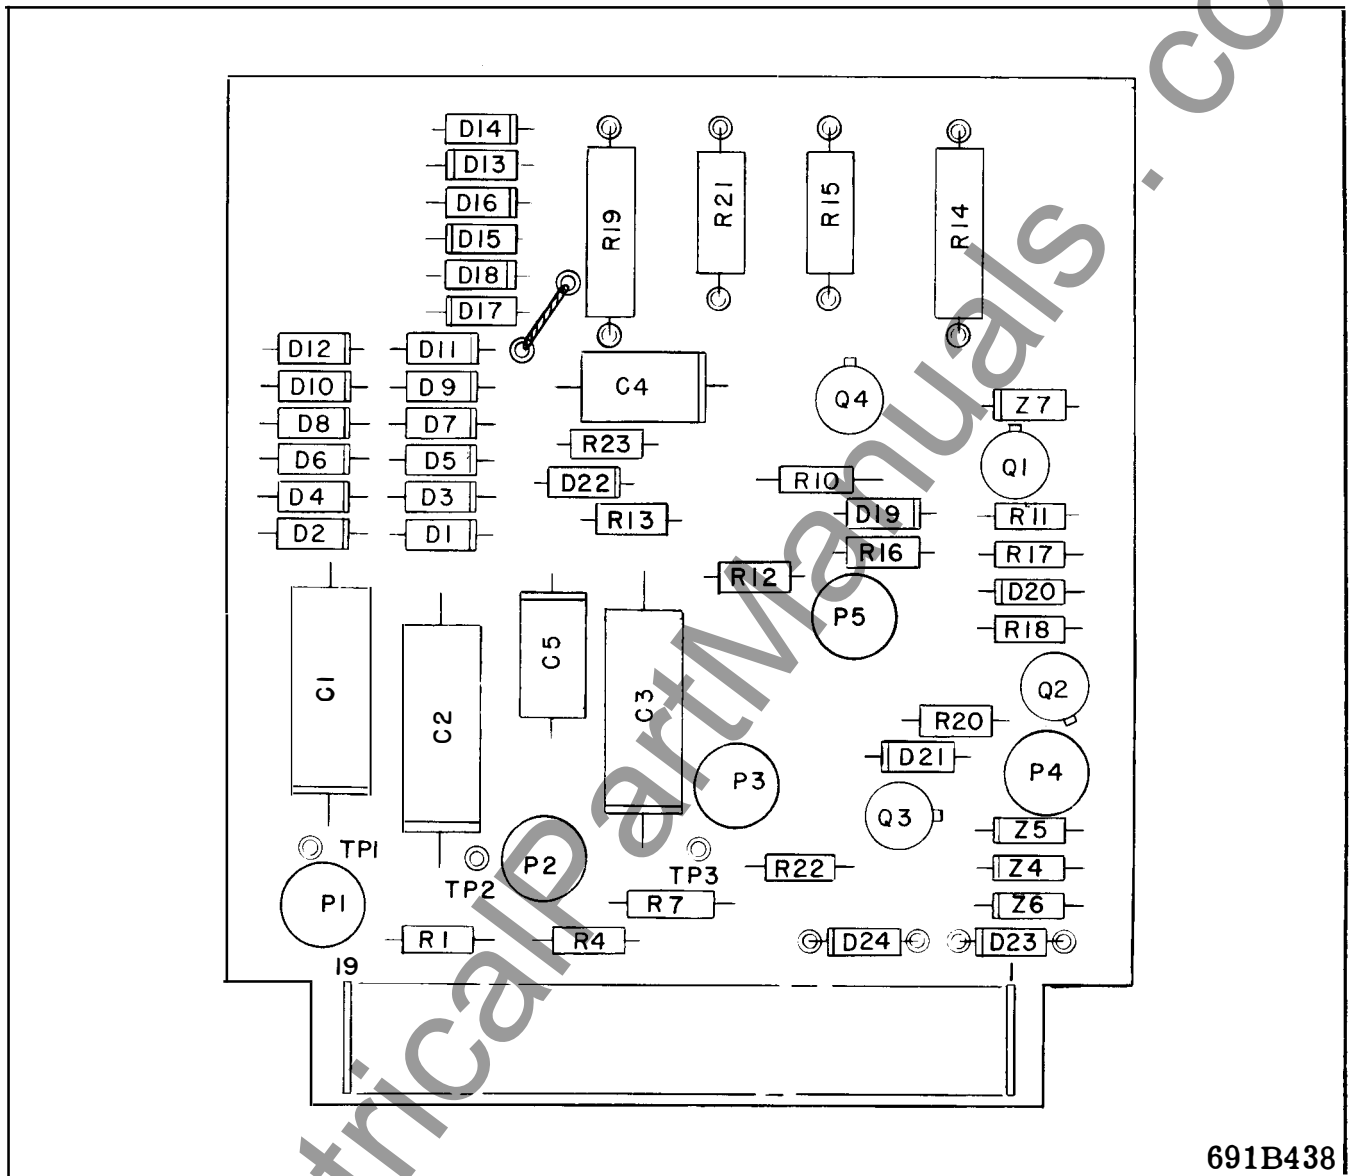 D14
D13
D16
D15
D18
D17
R19
R21
R15
R14
D12
D11
D10
D9
D8
D7
D6
D5
D4
D3
D2
D1
C4
R23
D22
R13
Q4
Z7
Q1
R10
D19
R11
R16
R17
R12
D20
P5
R18
C1
C2
C5
C3
Q2
R20
D21
P4
P3
Q3
Z5
TP1
P2
TP2
TP3
R22
Z4
P1
R7
Z6
R1
R4
D24
D23
19
1
691B438
tricalPartManuals . co